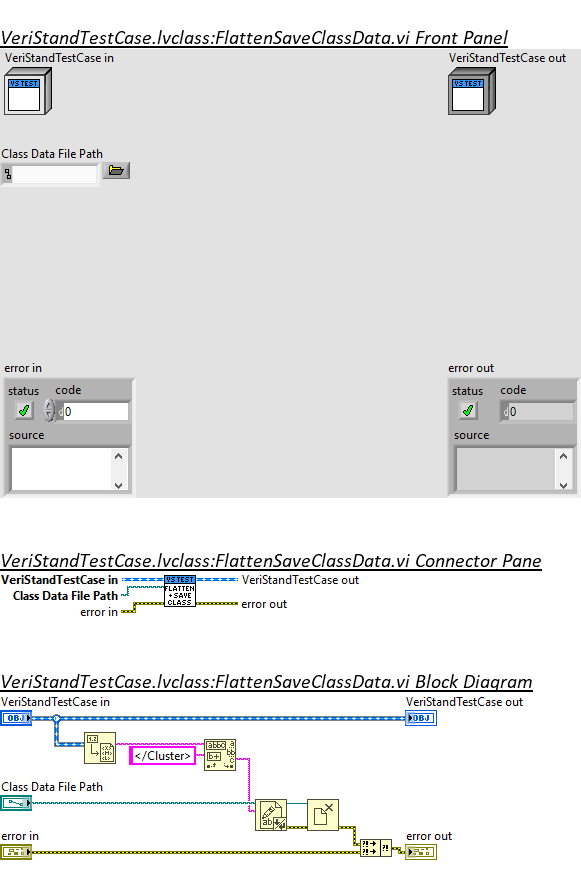 VeriStandTestCase.lvclass:FlattenSaveClassData.vi Front Panel
VeriStandTestCase in
VeriStandTestCase out
VS TEST
VS TEST
Class Data File Path
error in
error out
status code
0
source
status code
0
source
VeriStandTestCase.lvclass:FlattenSaveClassData.vi Connector Pane
VeriStandTestCase in
VeriStandTestCase out
Class Data File Path
error in
error out
VS TEST
FLATTEN
+ SAVE
CLASS
VeriStandTestCase.lvclass:FlattenSaveClassData.vi Block Diagram
VeriStandTestCase in
VeriStandTestCase out
OBJ
OBJ
</Cluster>
Class Data File Path
error in
error out